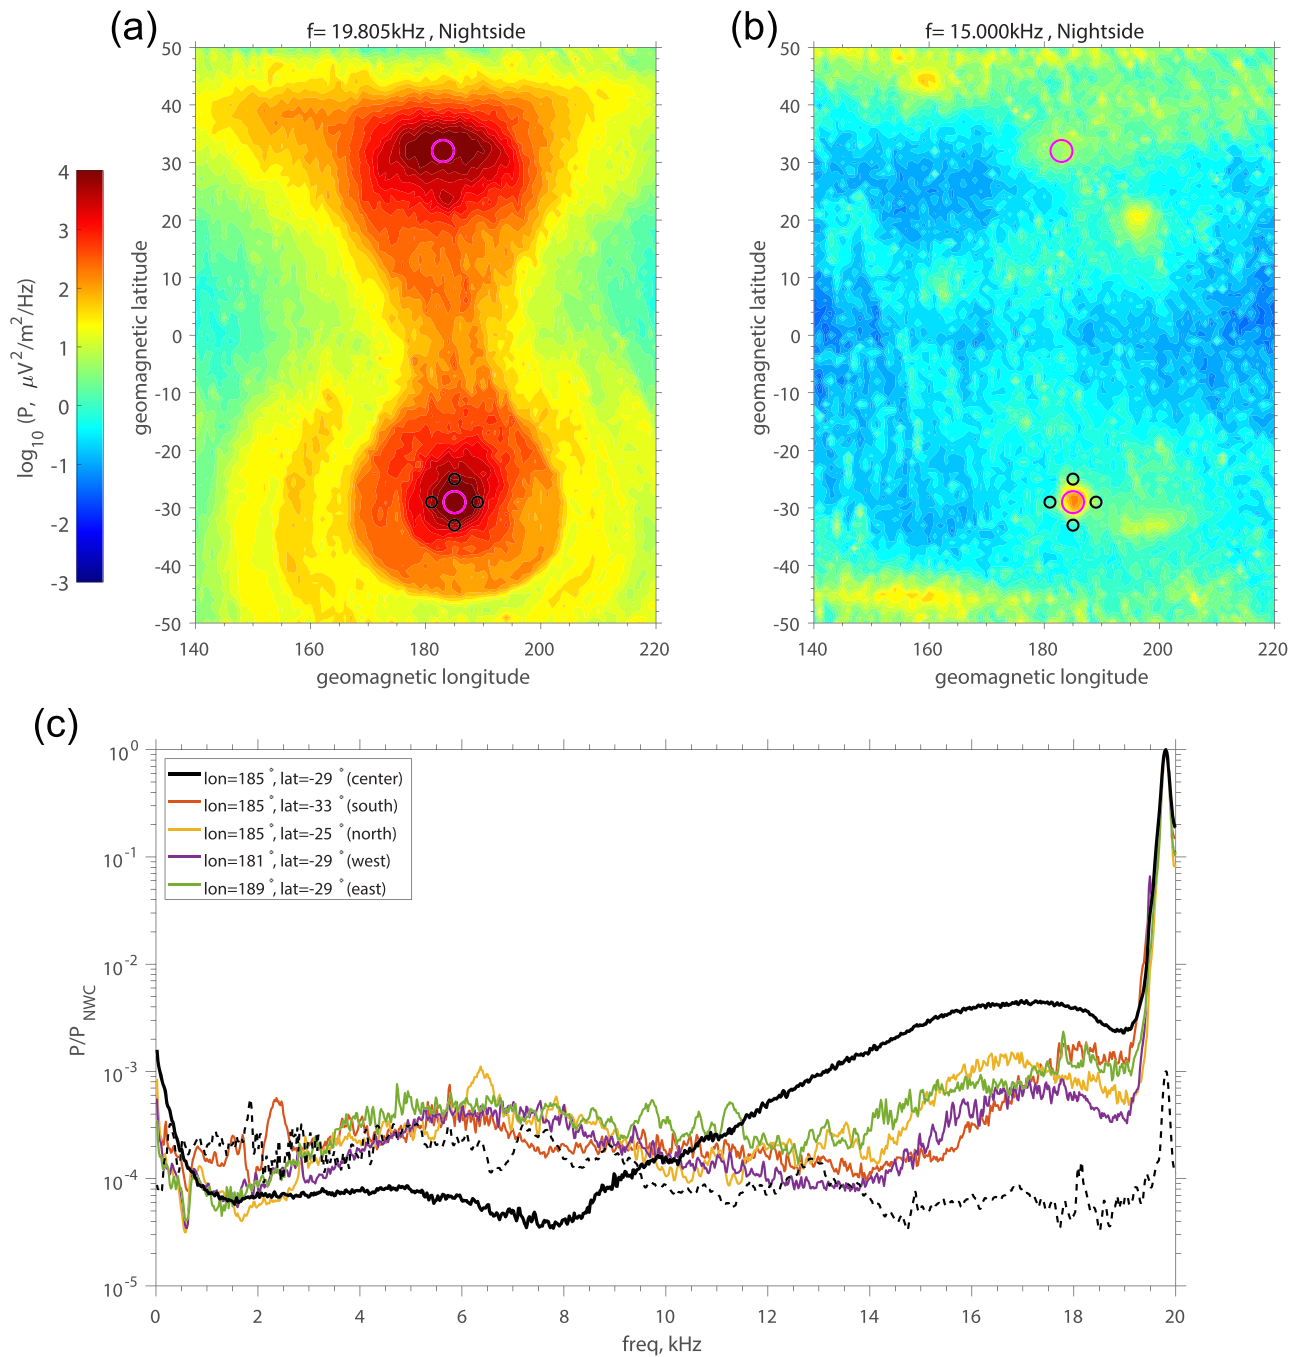 (a)
f= 19.805kHz , Nightside
50
40
30
20
10
0
-10
-20
-30
-40
-50
geomagnetic latitude
140 160 180 200 220
geomagnetic longitude
4
3
2
1
0
-1
-2
-3
log10 (P, μV2/m2/Hz)
(b)
f= 15.000kHz , Nightside
50
40
30
20
10
0
-10
-20
-30
-40
-50
geomagnetic latitude
140 160 180 200 220
geomagnetic longitude
(c)
10^0
10^-1
10^-2
10^-3
10^-4
10^-5
P/P NWC
lon=185 °, lat=-29 ° (center)
lon=185 °, lat=-33 ° (south)
lon=185 °, lat=-25 ° (north)
lon=181 °, lat=-29 ° (west)
lon=189 °, lat=-29 ° (east)
0 2 4 6 8 10 12 14 16 18 20
freq, kHz